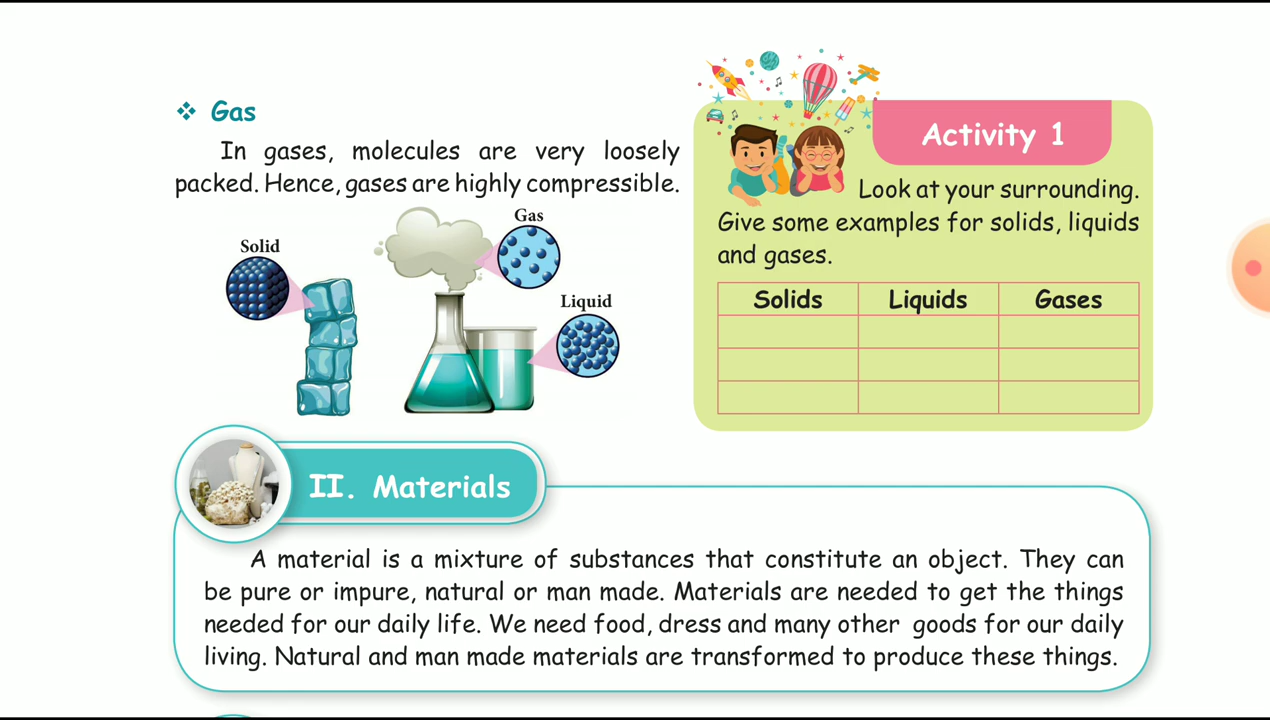 ❖ Gas
In gases, molecules are very loosely
packed. Hence, gases are highly compressible.
Solid
Gas
Liquid
Activity 1
Look at your surrounding.
Give some examples for solids, liquids
and gases.
Solids Liquids Gases
II. Materials
A material is a mixture of substances that constitute an object. They can
be pure or impure, natural or man made. Materials are needed to get the things
needed for our daily life. We need food, dress and many other goods for our daily
living. Natural and man made materials are transformed to produce these things.